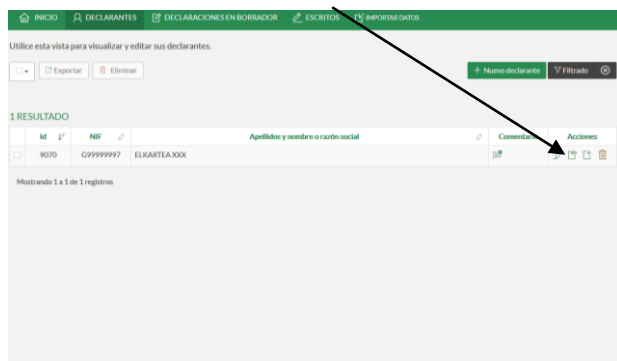 INICIO DECLARANTES DECLARACIONES EN BORRADOR ESCRITOS IMPORTAR DATOS
Utilice esta vista para visualizar y editar sus declarantes.
Exportar Eliminar + Nuevo declarante Filtrado
1 RESULTADO
Id NIF Apellidos y nombre o razón social Comentario Acciones
9070 G99999997 ELKARTEA XXX
Mostrando 1 a 1 de 1 registros